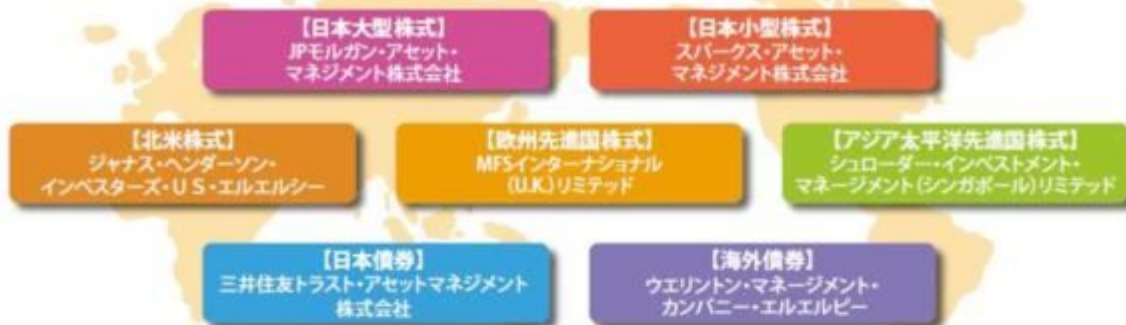 【日本大型株式】
JPモルガン・アセット・
マネジメント株式会社
【日本小型株式】
スパークス・アセット・
マネジメント株式会社
【北米株式】
ジャナス・ヘンダーソン・
インベスターズ・US・エルエルシー
【欧州先進国株式】
MFSインターナショナル
(U.K.)リミテッド
【アジア太平洋先進国株式】
シュローダー・インベストメント・
マネージメント(シンガポール)リミテッド
【日本債券】
三井住友トラスト・アセットマネジメント
株式会社
【海外債券】
ウエリントン・マネージメント・
カンパニー・エルエルピー